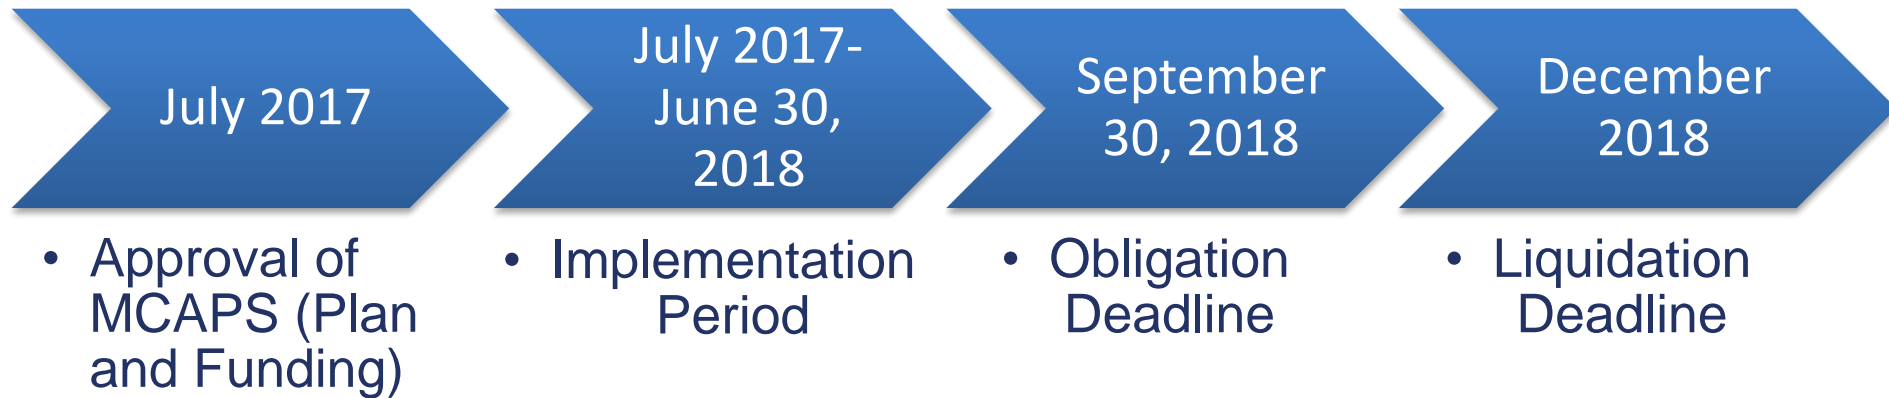 July 2017
• Approval of
MCAPS (Plan
and Funding)
July 2017-
June 30,
2018
• Implementation
Period
September
30, 2018
• Obligation
Deadline
December
2018
• Liquidation
Deadline